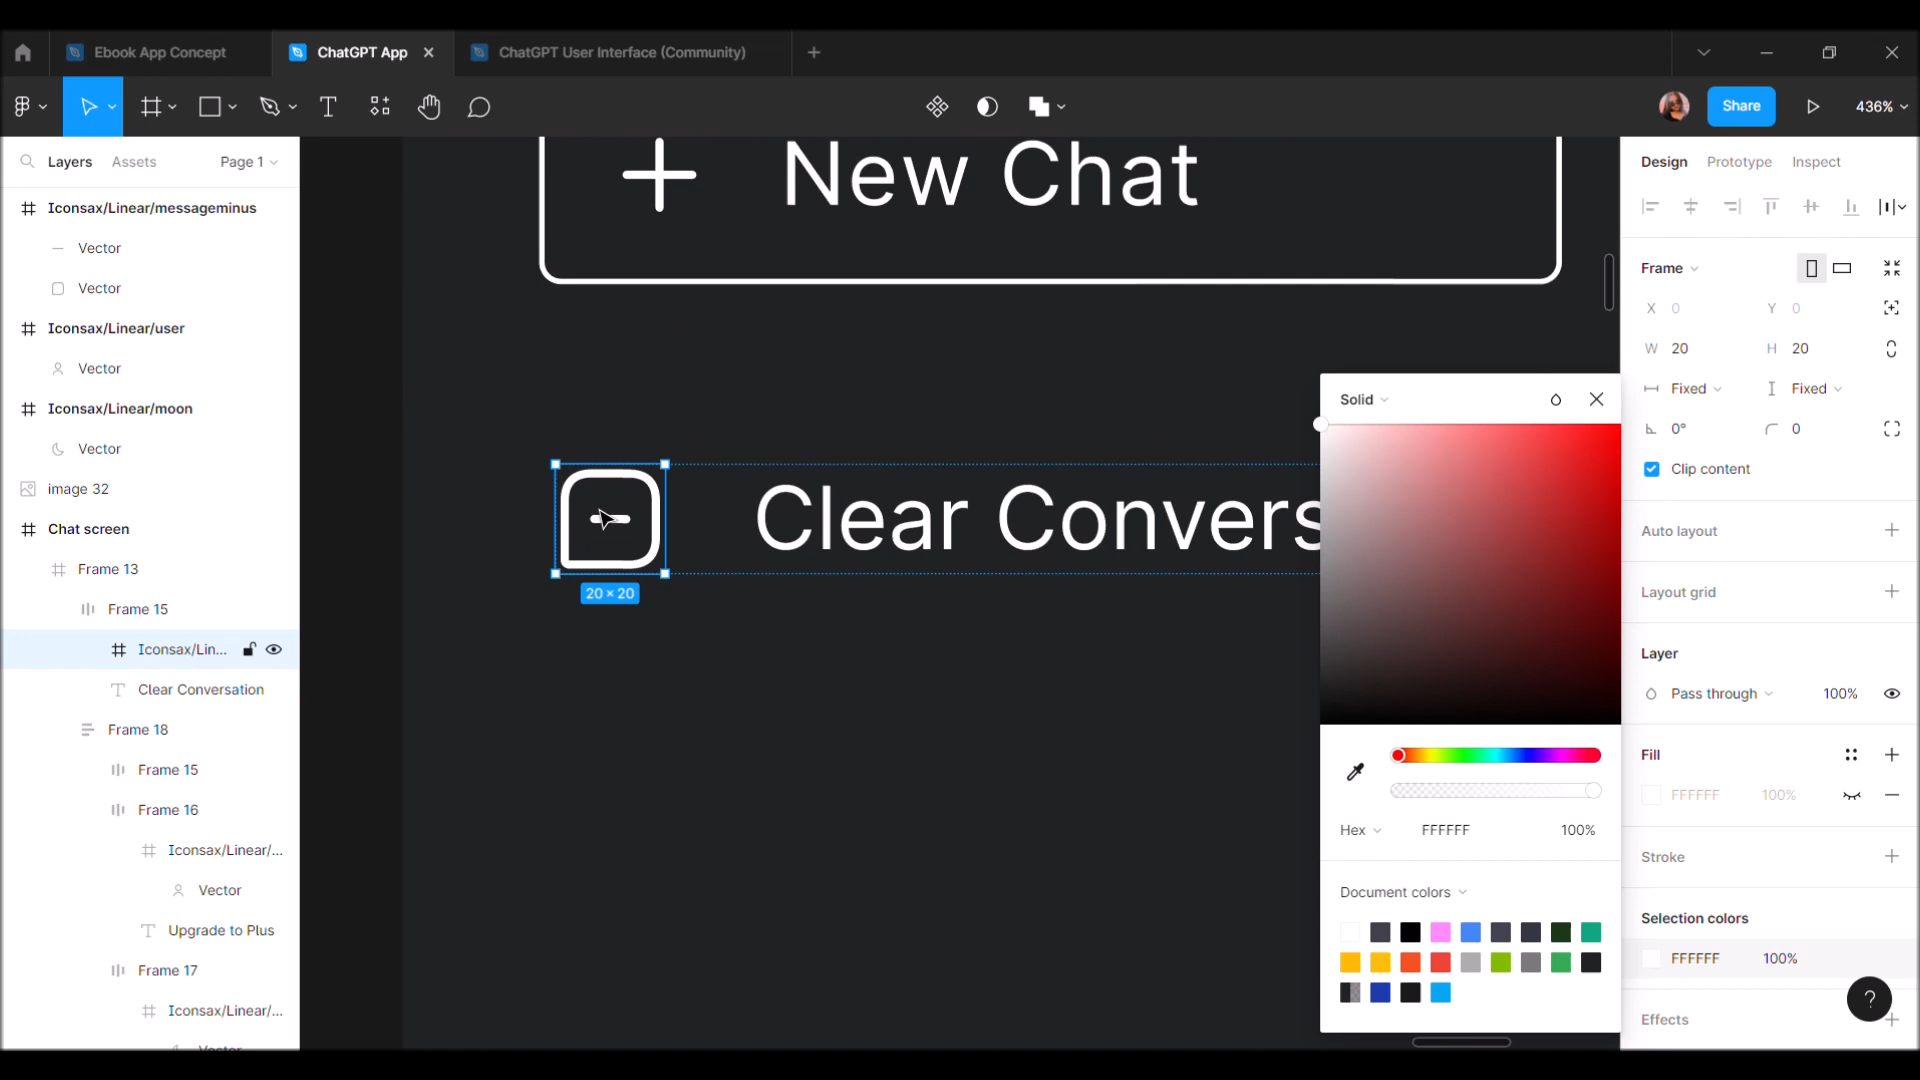 Ebook App Concept
ChatGPT App
ChatGPT User Interface (Community)
Share
436%
Layers
Assets
Page 1
Iconsax/Linear/messageminus
Vector
Vector
Iconsax/Linear/user
Vector
Iconsax/Linear/moon
Vector
image 32
Chat screen
Frame 13
Frame 15
Iconsax/Lin...
Clear Conversation
Frame 18
Frame 15
Frame 16
Iconsax/Linear/...
Vector
Upgrade to Plus
Frame 17
Iconsax/Linear/...
Vector
New Chat
Clear Convers
20 × 20
Solid
Hex
FFFFFF
100%
Document colors
Design
Prototype
Inspect
Frame
X 0
Y 0
W 20
H 20
Fixed
Fixed
0°
0
Clip content
Auto layout
Layout grid
Layer
Pass through
100%
Fill
FFFFFF
100%
Stroke
Selection colors
FFFFFF
100%
Effects
?